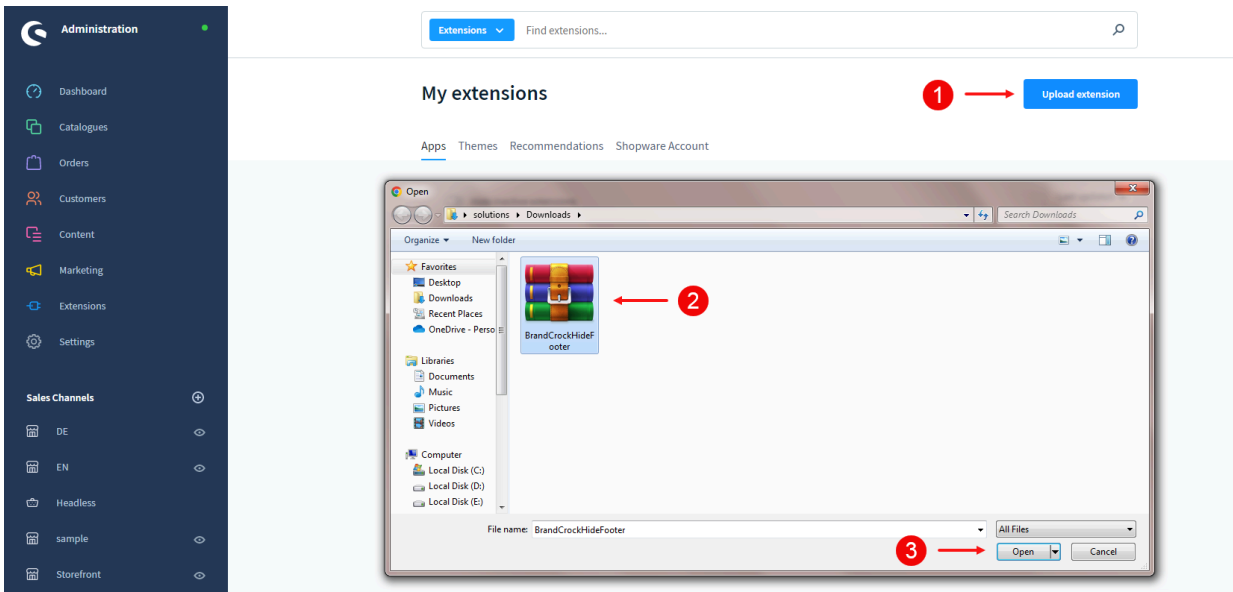 Administration
Dashboard
Catalogues
Orders
Customers
Content
Marketing
Extensions
Settings
Sales Channels
DE
EN
Headless
sample
Storefront
Extensions
Find extensions...
My extensions
1
Upload extension
Apps Themes Recommendations Shopware Account
Open
solutions Downloads
Search Downloads
Organize New folder
Favorites
Desktop
Downloads
Recent Places
OneDrive - Perso
Libraries
Documents
Music
Pictures
Videos
Computer
Local Disk (C:)
Local Disk (D:)
Local Disk (E:)
BrandCrockHideF
ooter
2
File name: BrandCrockHideFooter
All Files
3
Open Cancel